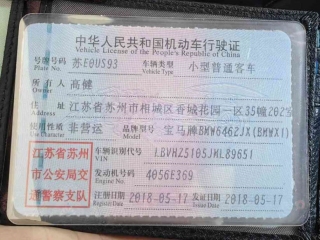 中华人民共和国机动车行驶证
Vehicle License of the People's Republic of China
号牌号码 苏E0US93 车辆类型 小型普通客车
Plate No. Vehicle Type
所有人 高健
Owner
住址 江苏省苏州市相城区香城花园一区35幢202室
Address
使用性质 非营运 品牌型号 宝马牌BMW6462JX(BMWX1)
Use Character Model
江苏省苏州市公安局交通警察支队
车辆识别代号 LBVHZ5105JML89651
VIN
发动机号码 4056E369
Engine No.
注册日期 2018-05-17 发证日期 2018-05-17
Register Date Issue Date